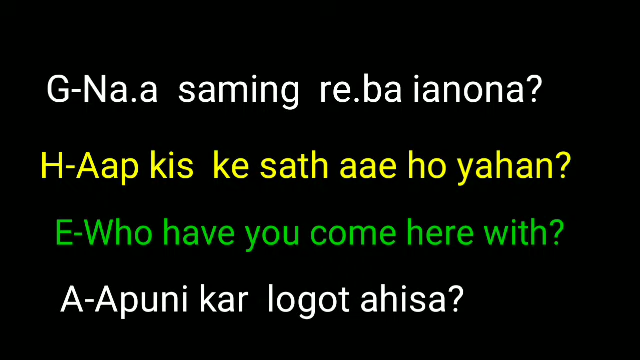 G-Na.a saming re.ba ianona?
H-Aap kis ke sath aae ho yahan?
E-Who have you come here with?
A-Apuni kar logot ahisa?